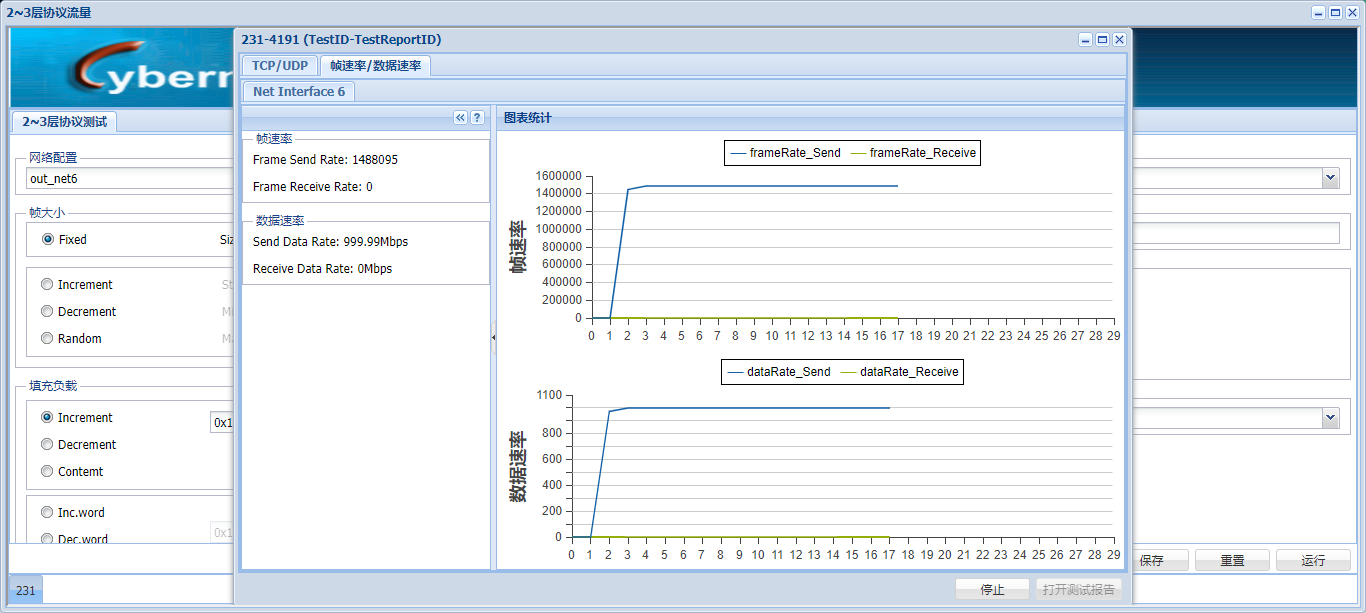 2~3层协议流量
Cybern
231-4191 (TestID-TestReportID)
TCP/UDP 帧速率/数据速率
Net Interface 6
2~3层协议测试
网络配置
out_net6
帧大小
Fixed Siz
Increment St
Decrement
Random
填充负载
Increment 0x1
Decrement
Contemt
Inc.word
Dec.word 0x1
231
« ?
帧速率
Frame Send Rate: 1488095
Frame Receive Rate: 0
数据速率
Send Data Rate: 999.99Mbps
Receive Data Rate: 0Mbps
图表统计
frameRate_Send frameRate_Receive
帧速率
1600000
1400000
1200000
1000000
800000
600000
400000
200000
0
0 1 2 3 4 5 6 7 8 9 10 11 12 13 14 15 16 17 18 19 20 21 22 23 24 25 26 27 28 29
dataRate_Send dataRate_Receive
数据速率
1100
800
600
400
200
0
0 1 2 3 4 5 6 7 8 9 10 11 12 13 14 15 16 17 18 19 20 21 22 23 24 25 26 27 28 29
停止 打开测试报告
保存 重置 运行